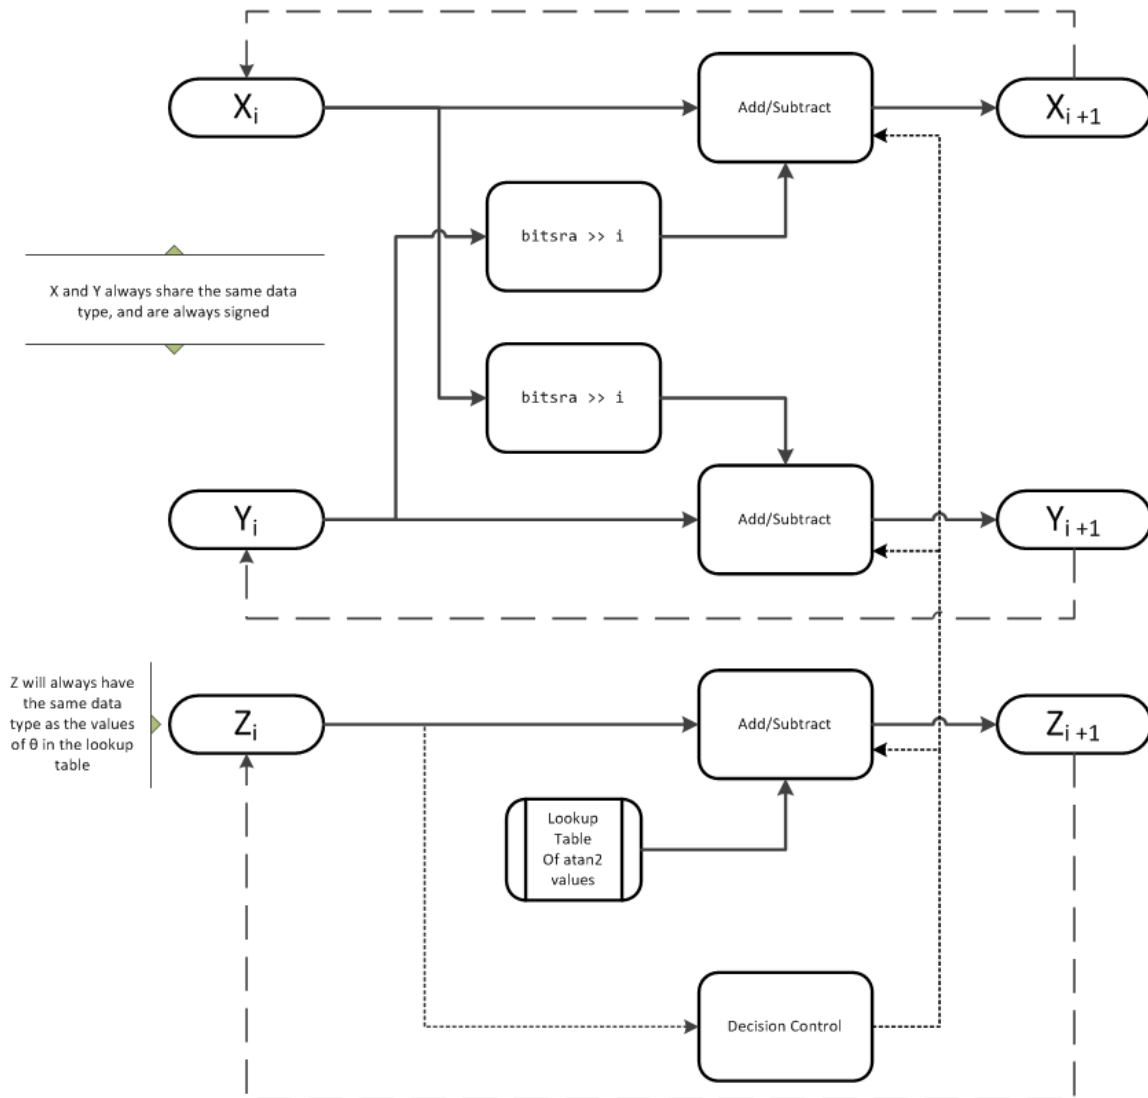 Xi
Add/Subtract
Xi +1
bitsra >> i
X and Y always share the same data
type, and are always signed
bitsra >> i
Yi
Add/Subtract
Yi +1
Z will always have
the same data
type as the values
of θ in the lookup
table
Zi
Add/Subtract
Zi +1
Lookup
Table
Of atan2
values
Decision Control